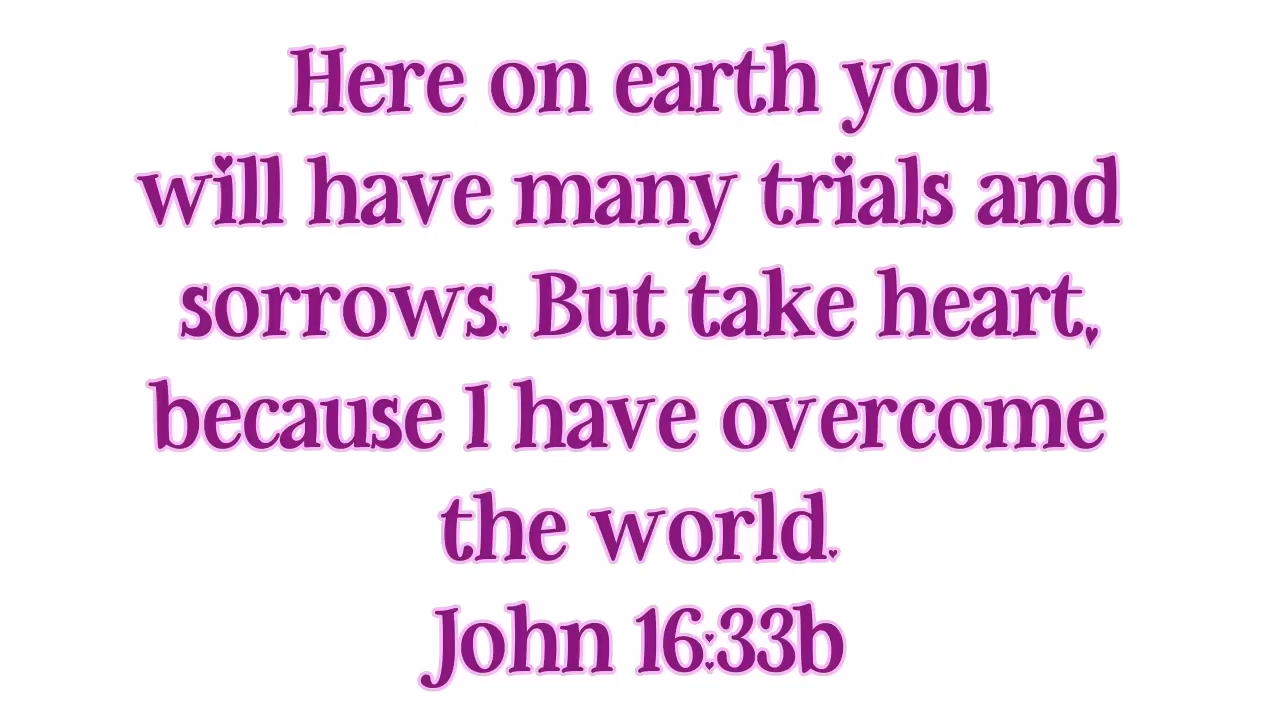 Here on earth you
will have many trials and
sorrows. But take heart,
because I have overcome
the world.
John 16:33b